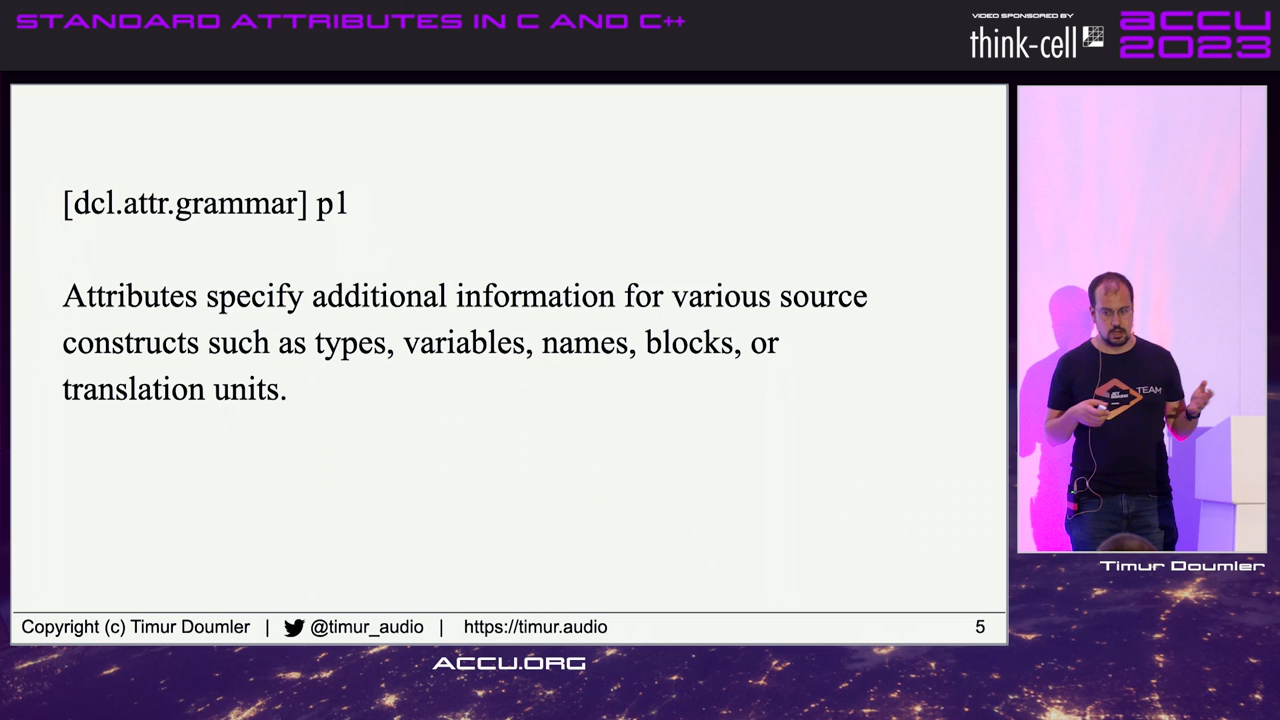 STANDARD ATTRIBUTES IN C AND C++
VIDEO SPONSORED BY
think-cell
ACCU
2023
[dcl.attr.grammar] p1
Attributes specify additional information for various source
constructs such as types, variables, names, blocks, or
translation units.
TEAM
Timur Doumler
Copyright (c) Timur Doumler | @timur_audio | https://timur.audio 5
ACCU.ORG